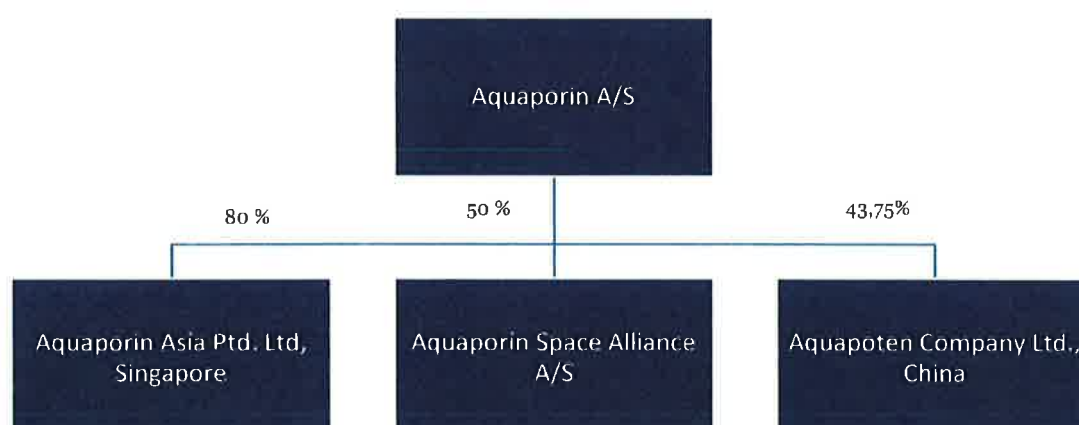 Aquaporin A/S
80 %
50 %
43,75%
Aquaporin Asia Ptd. Ltd,
Singapore
Aquaporin Space Alliance
A/S
Aquapoten Company Ltd.,
China